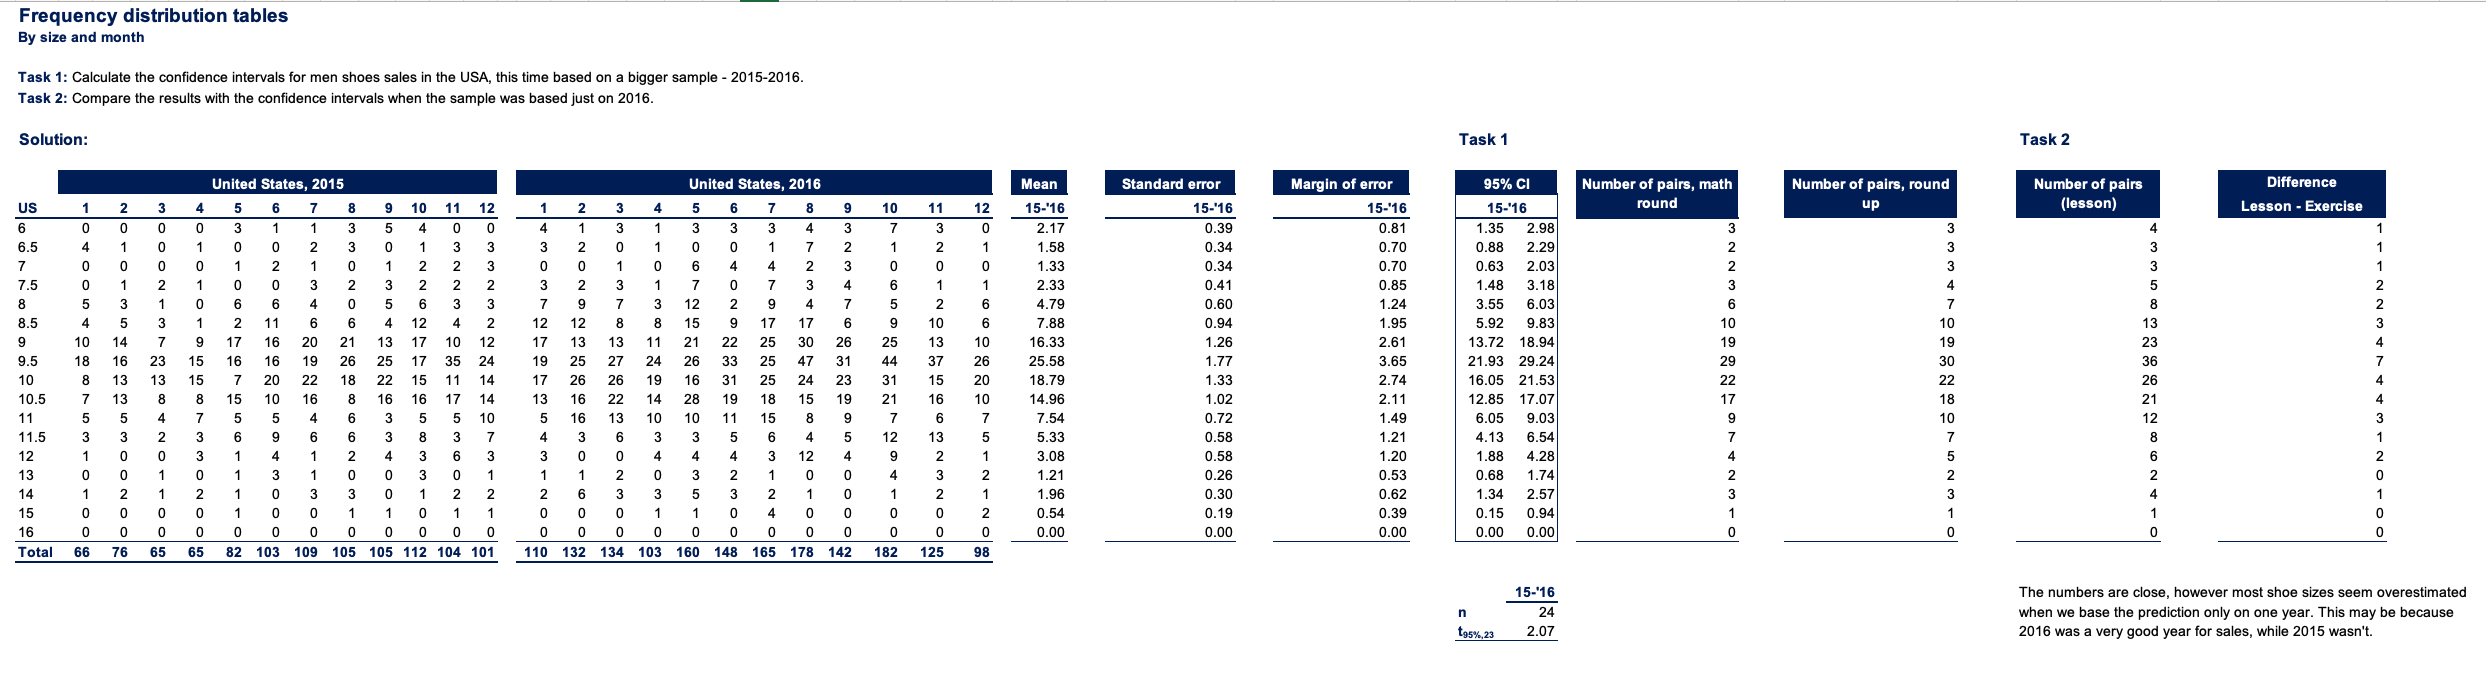 Frequency distribution tables
By size and month
Task 1: Calculate the confidence intervals for men shoes sales in the USA, this time based on a bigger sample - 2015-2016.
Task 2: Compare the results with the confidence intervals when the sample was based just on 2016.
Solution: Task 1 Task 2
United States, 2015 United States, 2016 Mean Standard error Margin of error 95% CI Number of pairs, math round Number of pairs, round up Number of pairs (lesson) Difference Lesson - Exercise
US 1 2 3 4 5 6 7 8 9 10 11 12 1 2 3 4 5 6 7 8 9 10 11 12 15-'16 15-'16 15-'16 15-'16
6 0 0 0 0 3 1 1 3 5 4 0 0 4 1 3 1 3 3 3 4 3 7 3 0 2.17 0.39 0.81 1.35 2.98 3 3 4 1
6.5 4 1 0 1 0 0 2 3 0 1 3 3 3 2 0 1 0 0 1 7 2 1 2 1 1.58 0.34 0.70 0.88 2.29 2 3 3 1
7 0 0 0 0 1 2 1 0 1 2 2 3 0 0 1 0 6 4 4 2 3 0 0 0 1.33 0.34 0.70 0.63 2.03 2 3 3 1
7.5 0 1 2 1 0 0 3 2 3 2 2 2 3 2 3 1 7 0 7 3 4 6 1 1 2.33 0.41 0.85 1.48 3.18 3 4 5 2
8 5 3 1 0 6 6 4 0 5 6 3 3 7 9 7 3 12 2 9 4 7 5 2 6 4.79 0.60 1.24 3.55 6.03 6 7 8 2
8.5 4 5 3 1 2 11 6 6 4 12 4 2 12 12 8 8 15 9 17 17 6 9 10 6 7.88 0.94 1.95 5.92 9.83 10 10 13 3
9 10 14 7 9 17 16 20 21 13 17 10 12 17 13 13 11 21 22 25 30 26 25 13 10 16.33 1.26 2.61 13.72 18.94 19 19 23 4
9.5 18 16 23 15 16 16 19 26 25 17 35 24 19 25 27 24 26 33 25 47 31 44 37 26 25.58 1.77 3.65 21.93 29.24 29 30 36 7
10 8 13 13 15 7 20 22 18 22 15 11 14 17 26 26 19 16 31 25 24 23 31 15 20 18.79 1.33 2.74 16.05 21.53 22 22 26 4
10.5 7 13 8 8 15 10 16 8 16 16 17 14 13 16 22 14 28 19 18 15 19 21 16 10 14.96 1.02 2.11 12.85 17.07 17 18 21 4
11 5 5 4 7 5 5 4 6 3 5 5 10 5 16 13 10 10 11 15 8 9 7 6 7 7.54 0.72 1.49 6.05 9.03 9 10 12 3
11.5 3 3 2 3 6 9 6 6 3 8 3 7 4 3 6 3 3 5 6 4 5 12 13 5 5.33 0.58 1.21 4.13 6.54 7 7 8 1
12 1 0 0 3 1 4 1 2 4 3 6 3 3 0 0 4 4 4 3 12 4 9 2 1 3.08 0.58 1.20 1.88 4.28 4 5 6 2
13 0 0 1 0 1 3 1 0 0 3 0 1 1 1 2 0 3 2 1 0 0 4 3 2 1.21 0.26 0.53 0.68 1.74 2 2 2 0
14 1 2 1 2 1 0 3 3 0 1 2 2 2 6 3 3 5 3 2 1 0 1 2 1 1.96 0.30 0.62 1.34 2.57 3 3 4 1
15 0 0 0 0 1 0 0 1 1 0 1 1 0 0 0 1 1 0 4 0 0 0 0 2 0.54 0.19 0.39 0.15 0.94 1 1 1 0
16 0 0 0 0 0 0 0 0 0 0 0 0 0 0 0 0 0 0 0 0 0 0 0 0 0.00 0.00 0.00 0.00 0.00 0 0 0 0
Total 66 76 65 65 82 103 109 105 105 112 104 101 110 132 134 103 160 148 165 178 142 182 125 98
15-'16
n 24
t95%,23 2.07
The numbers are close, however most shoe sizes seem overestimated
when we base the prediction only on one year. This may be because
2016 was a very good year for sales, while 2015 wasn't.